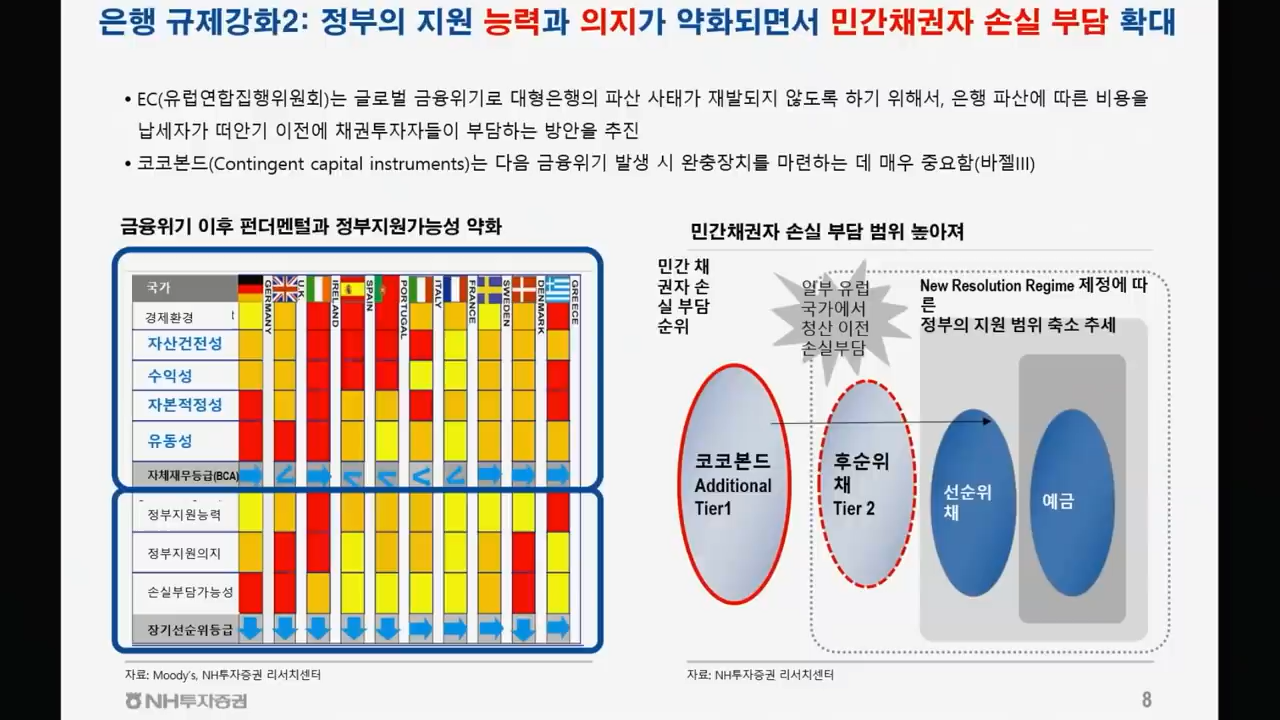 은행 규제강화2: 정부의 지원 능력과 의지가 약화되면서 민간채권자 손실 부담 확대
• EC(유럽연합집행위원회)는 글로벌 금융위기로 대형은행의 파산 사태가 재발되지 않도록 하기 위해서, 은행 파산에 따른 비용을
납세자가 떠안기 이전에 채권투자자들이 부담하는 방안을 추진
• 코코본드(Contingent capital instruments)는 다음 금융위기 발생 시 완충장치를 마련하는 데 매우 중요함(바젤III)
금융위기 이후 펀더멘털과 정부지원가능성 약화
국가
GERMANY
UK
IRELAND
SPAIN
PORTUGAL
ITALY
FRANCE
SWEDEN
DENMARK
GREECE
경제환경
자산건전성
수익성
자본적정성
유동성
자체재무등급(BCA)
정부지원능력
정부지원의지
손실부담가능성
장기선순위등급
자료: Moody's, NH투자증권 리서치센터
민간채권자 손실 부담 범위 높아져
민간 채
권자 손
실 부담
순위
일부 유럽
국가에서
청산 이전
손실부담
New Resolution Regime 제정에 따
른
정부의 지원 범위 축소 추세
코코본드
Additional
Tier1
후순위
채
Tier 2
선순위
채
예금
자료: NH투자증권 리서치센터
NH투자증권
8